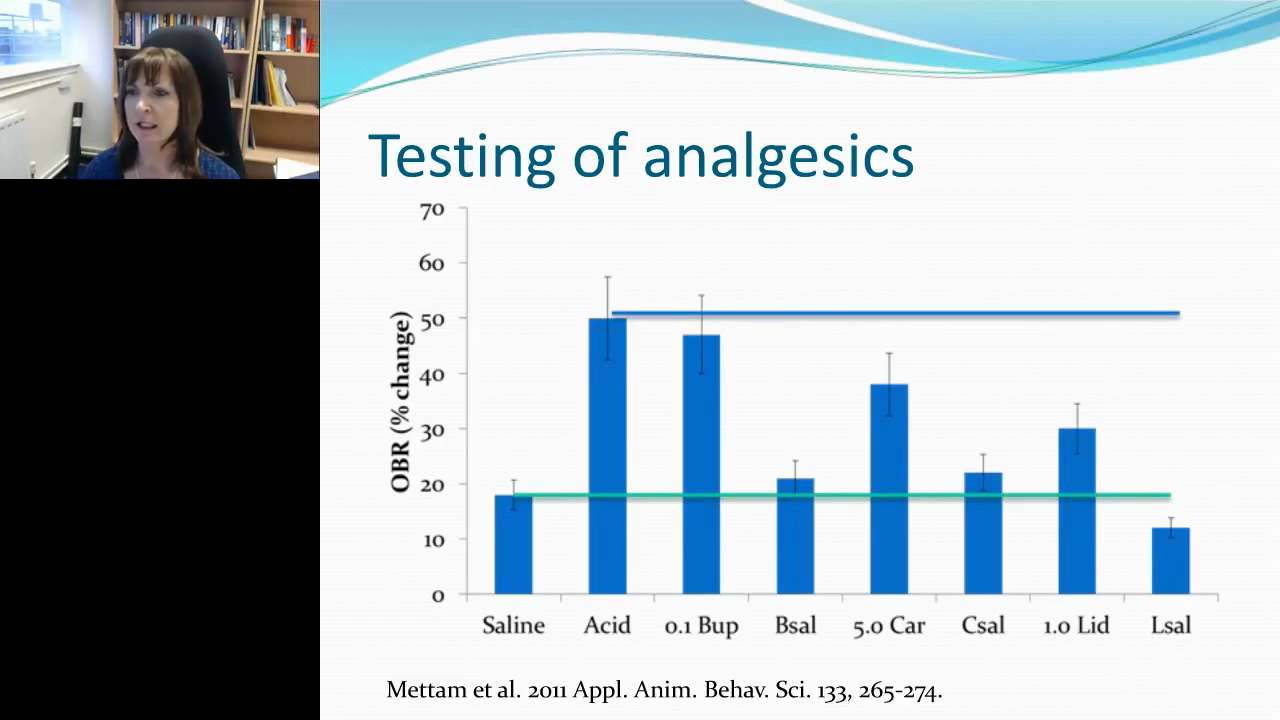 Testing of analgesics
70
60
50
40
30
20
10
0
OBR (% change)
Saline Acid 0.1 Bup Bsal 5.0 Car Csal 1.0 Lid Lsal
Mettam et al. 2011 Appl. Anim. Behav. Sci. 133, 265-274.